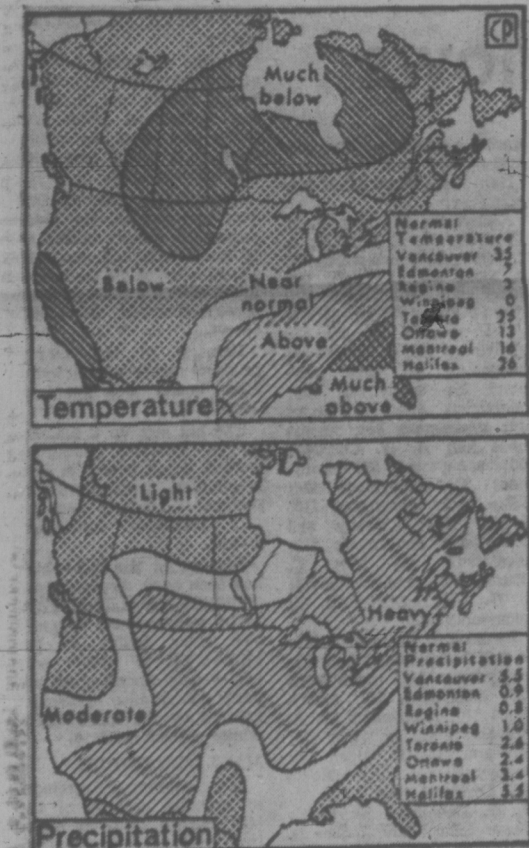 CP
Much
below
Below
Near
normal
Above
Much
above
Normal
Temperature
Vancouver 35
Edmonton 7
Regina 2
Winnipeg 0
Toronto 25
Ottawa 13
Montreal 16
Halifax 26
Temperature
Light
Heavy
Moderate
Normal
Precipitation
Vancouver 5.5
Edmonton 0.9
Regina 0.8
Winnipeg 1.0
Toronto 2.6
Ottawa 2.4
Montreal 3.4
Halifax 5.5
Precipitation